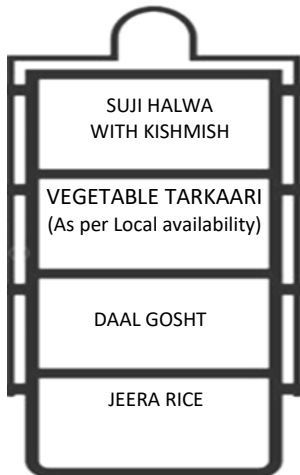 SUJI HALWA
WITH KISHMISH
VEGETABLE TARKAARI
(As per Local availability)
DAAL GOSHT
JEERA RICE